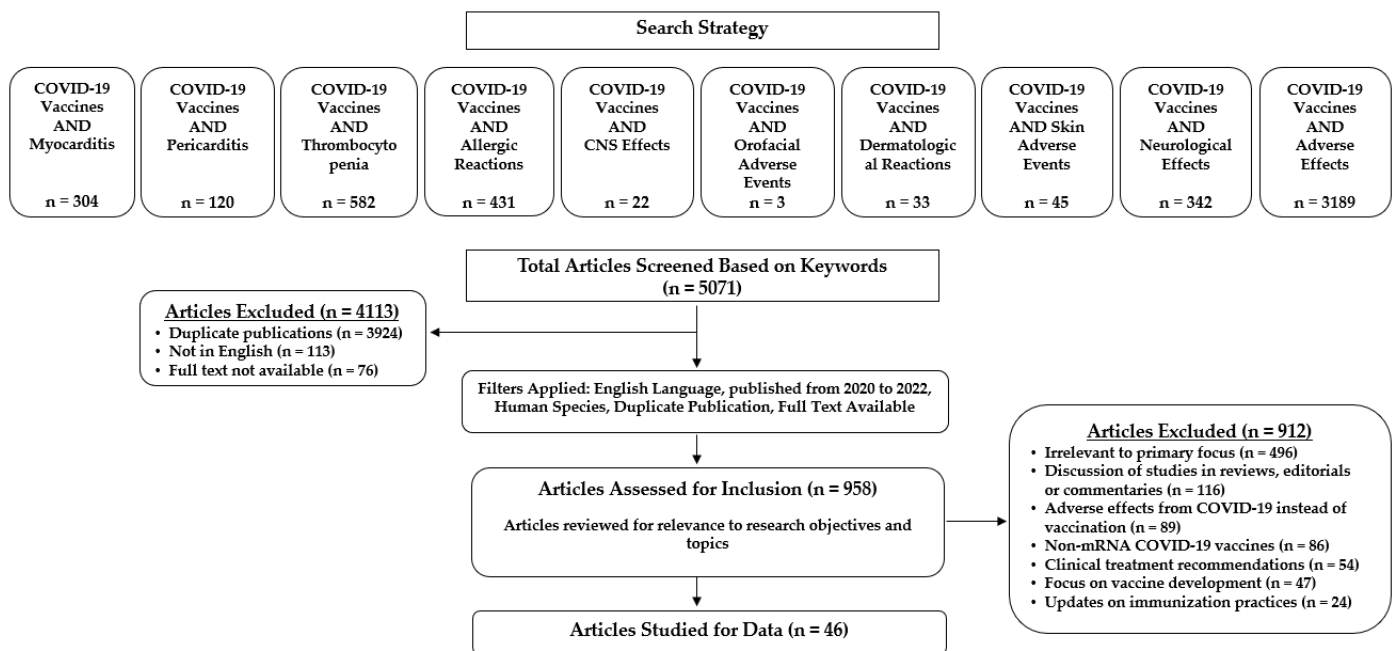 Search Strategy
COVID-19
Vaccines
AND
Myocarditis
n = 304
COVID-19
Vaccines
AND
Pericarditis
n = 120
COVID-19
Vaccines
AND
Thrombocyto
penia
n = 582
COVID-19
Vaccines
AND
Allergic
Reactions
n = 431
COVID-19
Vaccines
AND
CNS Effects
n = 22
COVID-19
Vaccines
AND
Orofacial
Adverse
Events
n = 3
COVID-19
Vaccines
AND
Dermatologic
al Reactions
n = 33
COVID-19
Vaccines
AND Skin
Adverse
Events
n = 45
COVID-19
Vaccines
AND
Neurological
Effects
n = 342
COVID-19
Vaccines
AND
Adverse
Effects
n = 3189
Total Articles Screened Based on Keywords
(n = 5071)
Articles Excluded (n = 4113)
• Duplicate publications (n = 3924)
• Not in English (n = 113)
• Full text not available (n = 76)
Filters Applied: English Language, published from 2020 to 2022,
Human Species, Duplicate Publication, Full Text Available
Articles Assessed for Inclusion (n = 958)
Articles reviewed for relevance to research objectives and
topics
Articles Excluded (n = 912)
• Irrelevant to primary focus (n = 496)
• Discussion of studies in reviews, editorials
or commentaries (n = 116)
• Adverse effects from COVID-19 instead of
vaccination (n = 89)
• Non-mRNA COVID-19 vaccines (n = 86)
• Clinical treatment recommendations (n = 54)
• Focus on vaccine development (n = 47)
• Updates on immunization practices (n = 24)
Articles Studied for Data (n = 46)